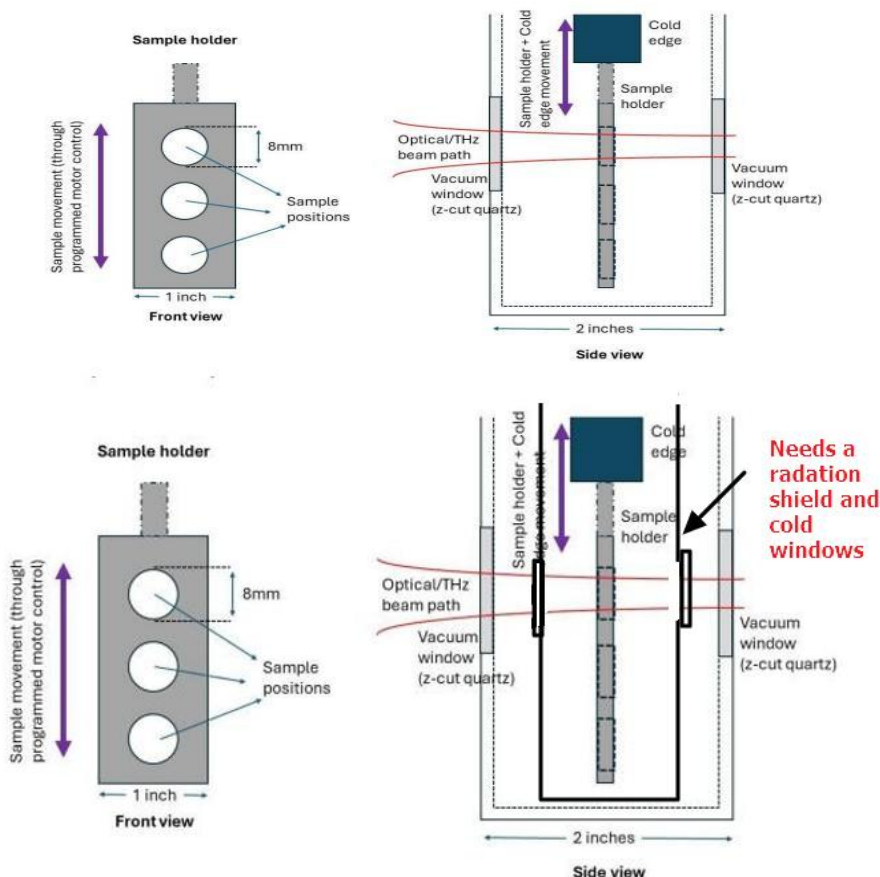 Sample holder
Sample movement (through
programmed motor control)
8mm
Sample
positions
1 inch
Front view
Cold
edge
Sample holder + Cold
edge movement
Sample
holder
Optical/THz
beam path
Vacuum
window
(z-cut quartz)
Vacuum
window
(z-cut quartz)
2 inches
Side view
Sample holder
Sample movement (through
programmed motor control)
8mm
Sample
positions
1 inch
Front view
Cold
edge
Sample holder + Cold
edge movement
Sample
holder
Needs a
radation
shield and
cold
windows
Optical/THz
beam path
Vacuum
window
(z-cut quartz)
Vacuum
window
(z-cut quartz)
2 inches
Side view